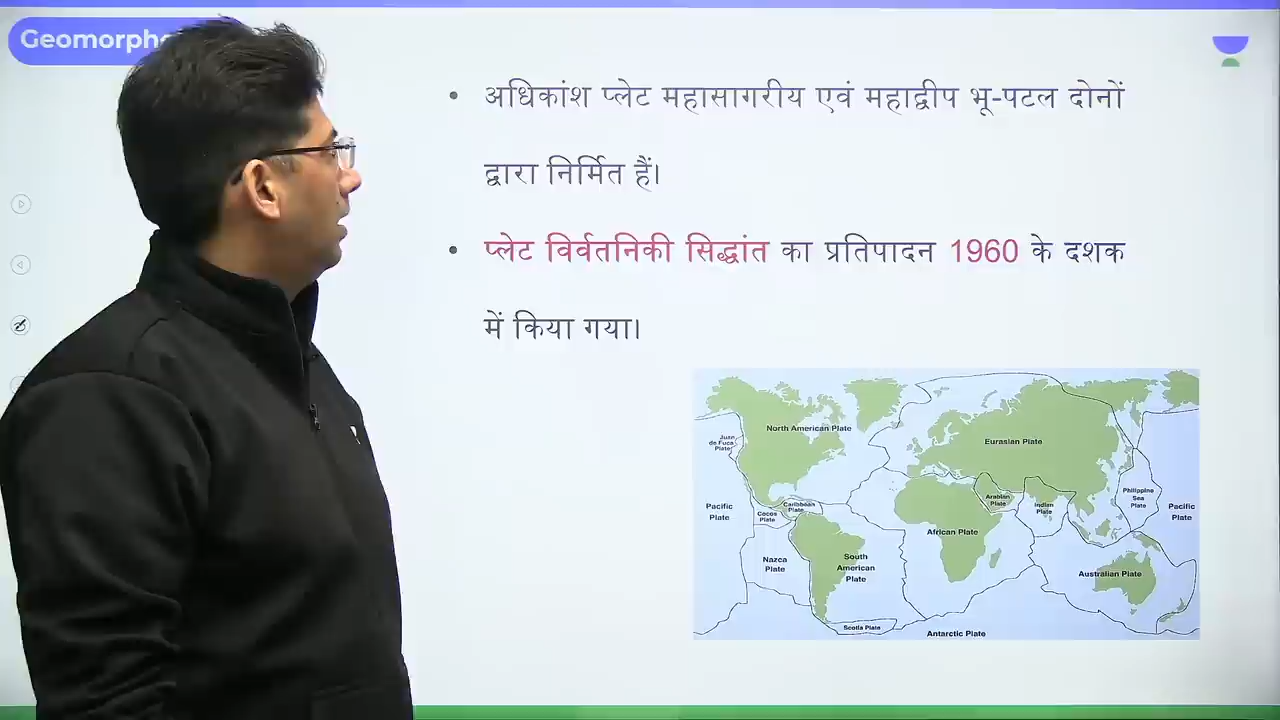 Geomorpho
अधिकांश प्लेट महासागरीय एवं महाद्वीप भू-पटल दोनों
द्वारा निर्मित हैं।
प्लेट विर्वतनिकी सिद्धांत का प्रतिपादन 1960 के दशक
में किया गया।
North American Plate
Juan
de Fuca
Plate
Eurasian Plate
Caribbean
Plate
Cocos
Plate
Arabian
Plate
Indian
Plate
Philippine
Sea
Plate
Pacific
Plate
Pacific
Plate
African Plate
Nazca
Plate
South
American
Plate
Australian Plate
Scotia Plate
Antarctic Plate